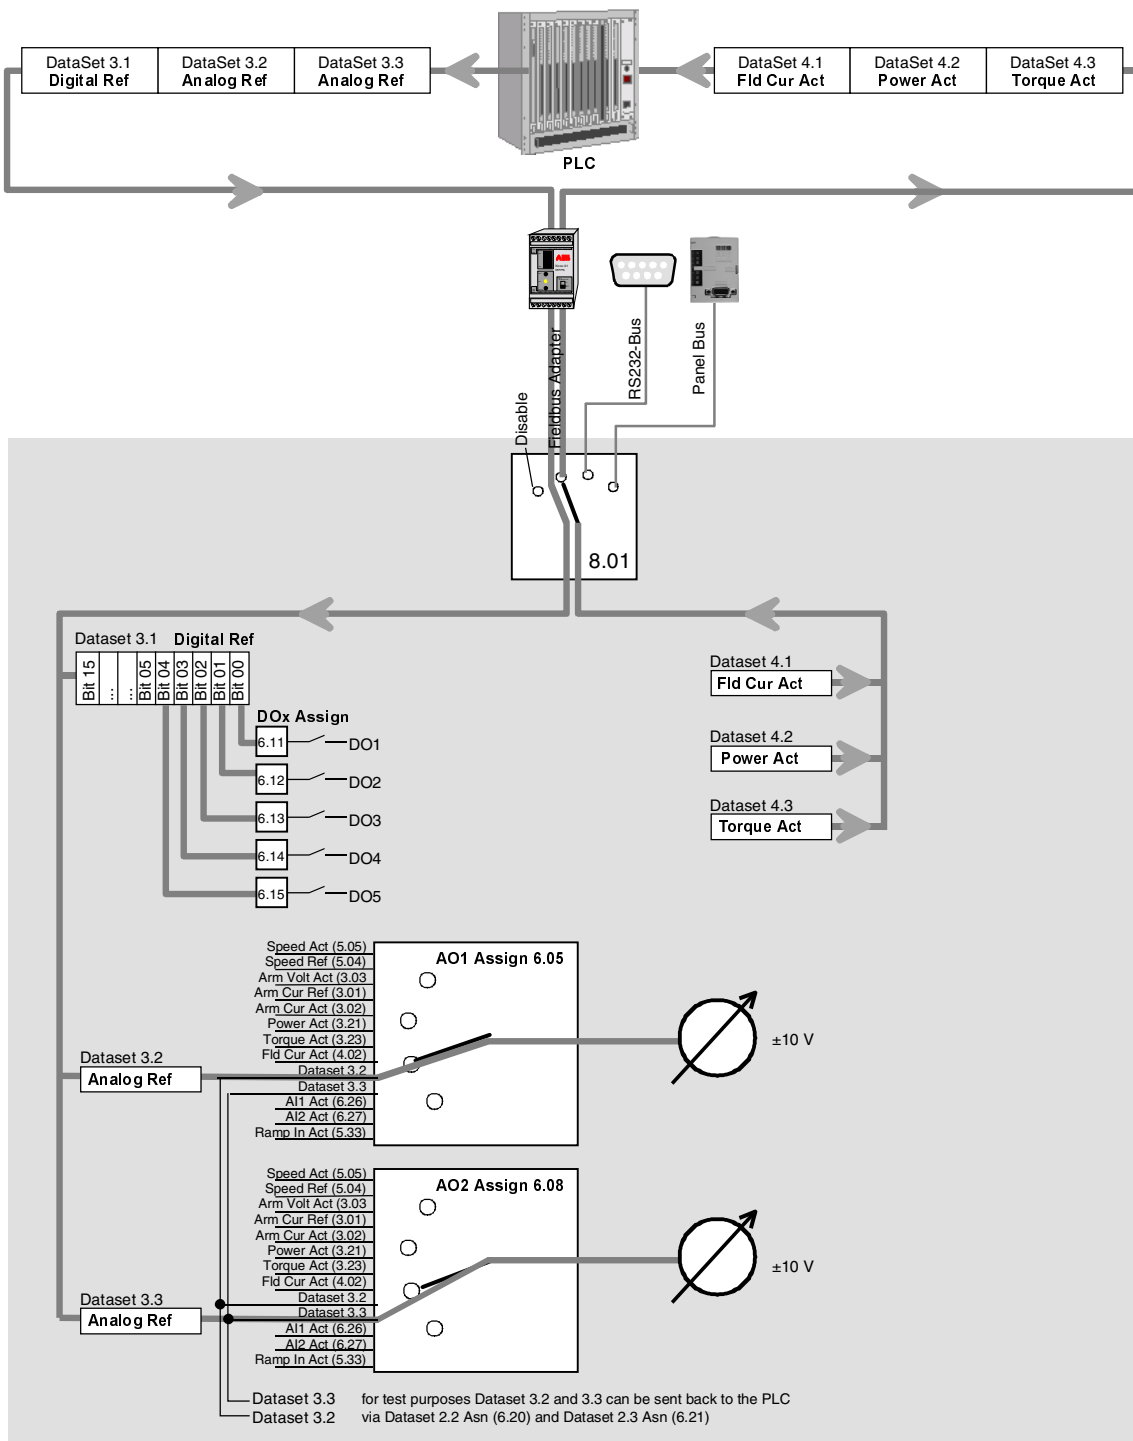 DataSet 3.1 DataSet 3.2 DataSet 3.3 DataSet 4.1 DataSet 4.2 DataSet 4.3
Digital Ref Analog Ref Analog Ref Fld Cur Act Power Act Torque Act
PLC
ABB
Disable
Fieldbus Adapter
RS232-Bus
Panel Bus
8.01
Dataset 3.1 Digital Ref
Bit 15 ... ... Bit 05 Bit 04 Bit 03 Bit 02 Bit 01 Bit 00
DOx Assign
6.11 DO1
6.12 DO2
6.13 DO3
6.14 DO4
6.15 DO5
Dataset 4.1
Fld Cur Act
Dataset 4.2
Power Act
Dataset 4.3
Torque Act
Speed Act (5.05)
Speed Ref (5.04)
Arm Volt Act (3.03
Arm Cur Ref (3.01)
Arm Cur Act (3.02)
Power Act (3.21)
Torque Act (3.23)
Fld Cur Act (4.02)
Dataset 3.2
Dataset 3.3
AI1 Act (6.26)
AI2 Act (6.27)
Ramp In Act (5.33)
AO1 Assign 6.05
±10 V
Dataset 3.2
Analog Ref
Speed Act (5.05)
Speed Ref (5.04)
Arm Volt Act (3.03
Arm Cur Ref (3.01)
Arm Cur Act (3.02)
Power Act (3.21)
Torque Act (3.23)
Fld Cur Act (4.02)
Dataset 3.2
Dataset 3.3
AI1 Act (6.26)
AI2 Act (6.27)
Ramp In Act (5.33)
AO2 Assign 6.08
±10 V
Dataset 3.3
Analog Ref
Dataset 3.3 for test purposes Dataset 3.2 and 3.3 can be sent back to the PLC
Dataset 3.2 via Dataset 2.2 Asn (6.20) and Dataset 2.3 Asn (6.21)